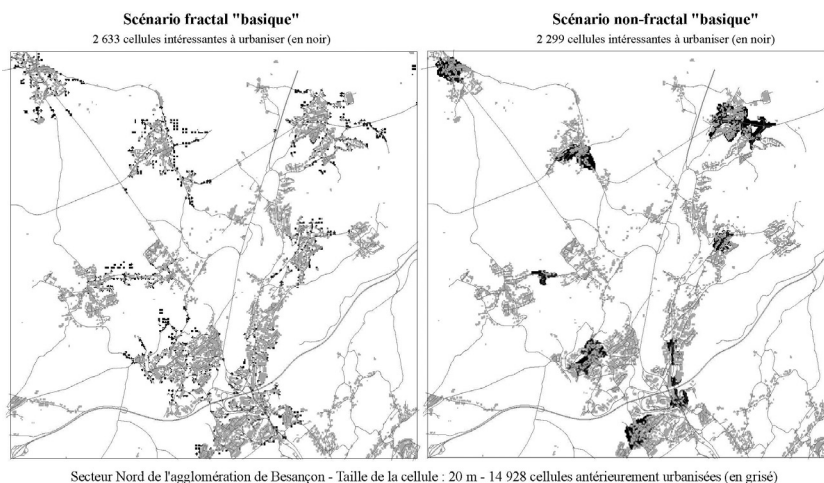 Scénario fractal "basique"
2 633 cellules intéressantes à urbaniser (en noir)
Scénario non-fractal "basique"
2 299 cellules intéressantes à urbaniser (en noir)
Secteur Nord de l'agglomération de Besançon - Taille de la cellule : 20 m - 14 928 cellules antérieurement urbanisées (en grisé)